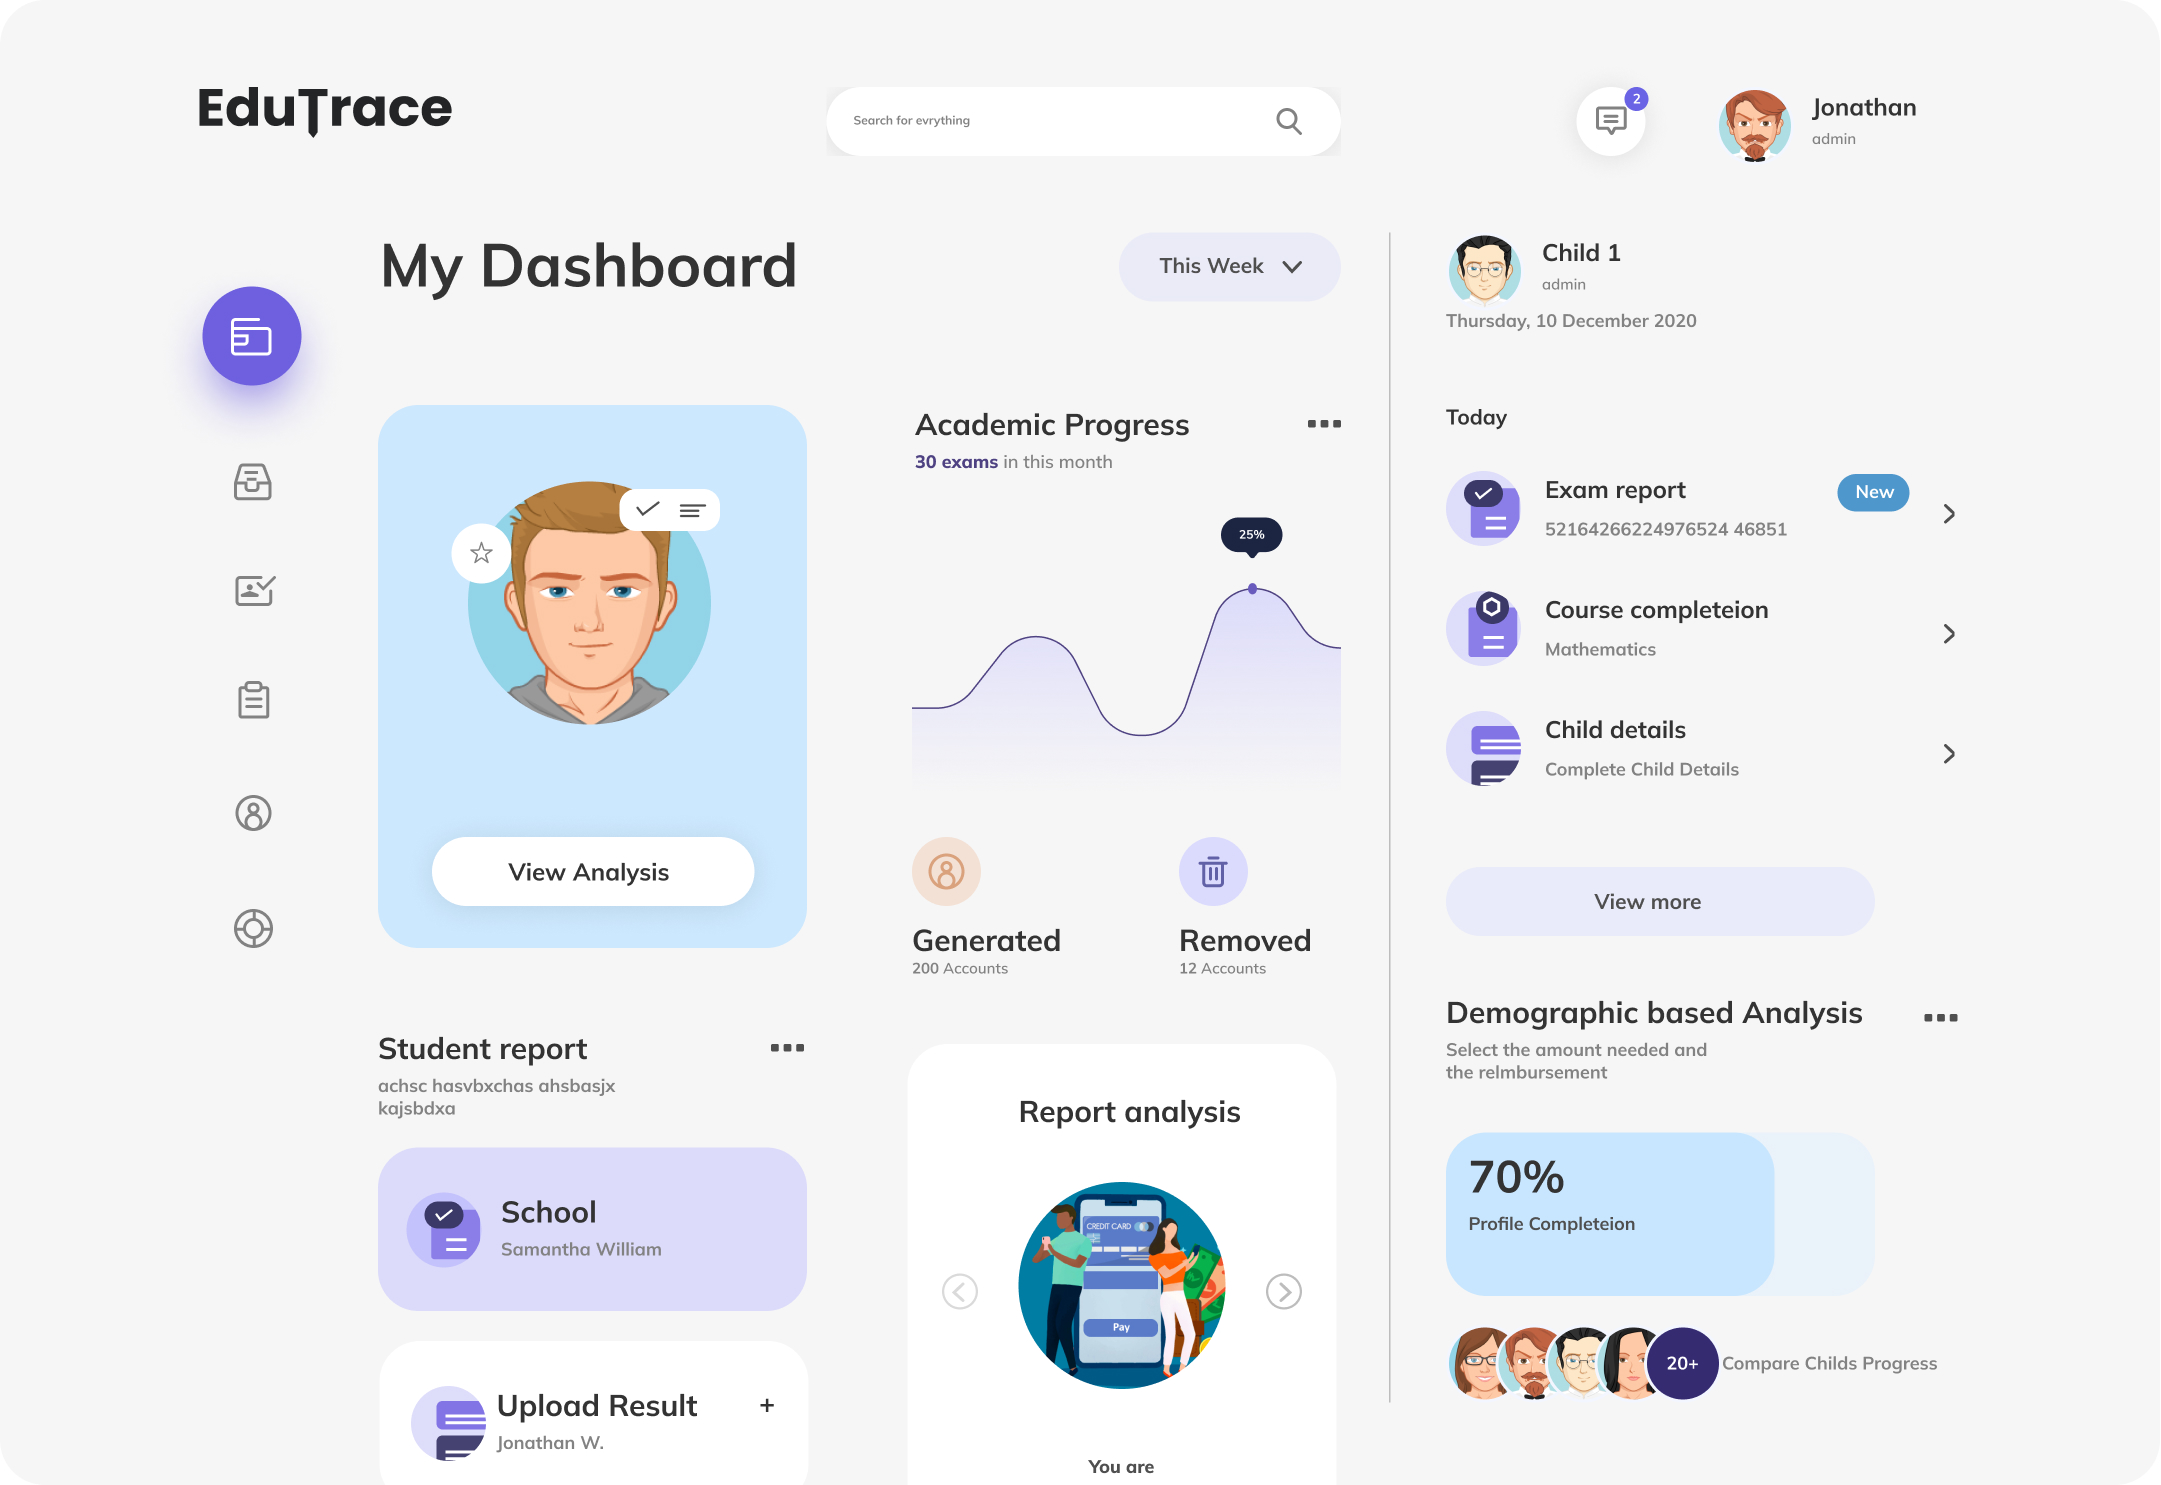 EduTrace
Search for evrything
2
Jonathan
admin
My Dashboard
This Week
Child 1
admin
Thursday, 10 December 2020
View Analysis
Academic Progress
30 exams in this month
25%
Generated
200 Accounts
Removed
12 Accounts
Today
Exam report
New
52164266224976524 46851
Course completeion
Mathematics
Child details
Complete Child Details
View more
Student report
achsc hasvbxchas ahsbasjx
kajsbdxa
School
Samantha William
Upload Result
+
Jonathan W.
Report analysis
CREDIT CARD
Pay
You are
Demographic based Analysis
Select the amount needed and
the reImbursement
70%
Profile Completeion
20+
Compare Childs Progress